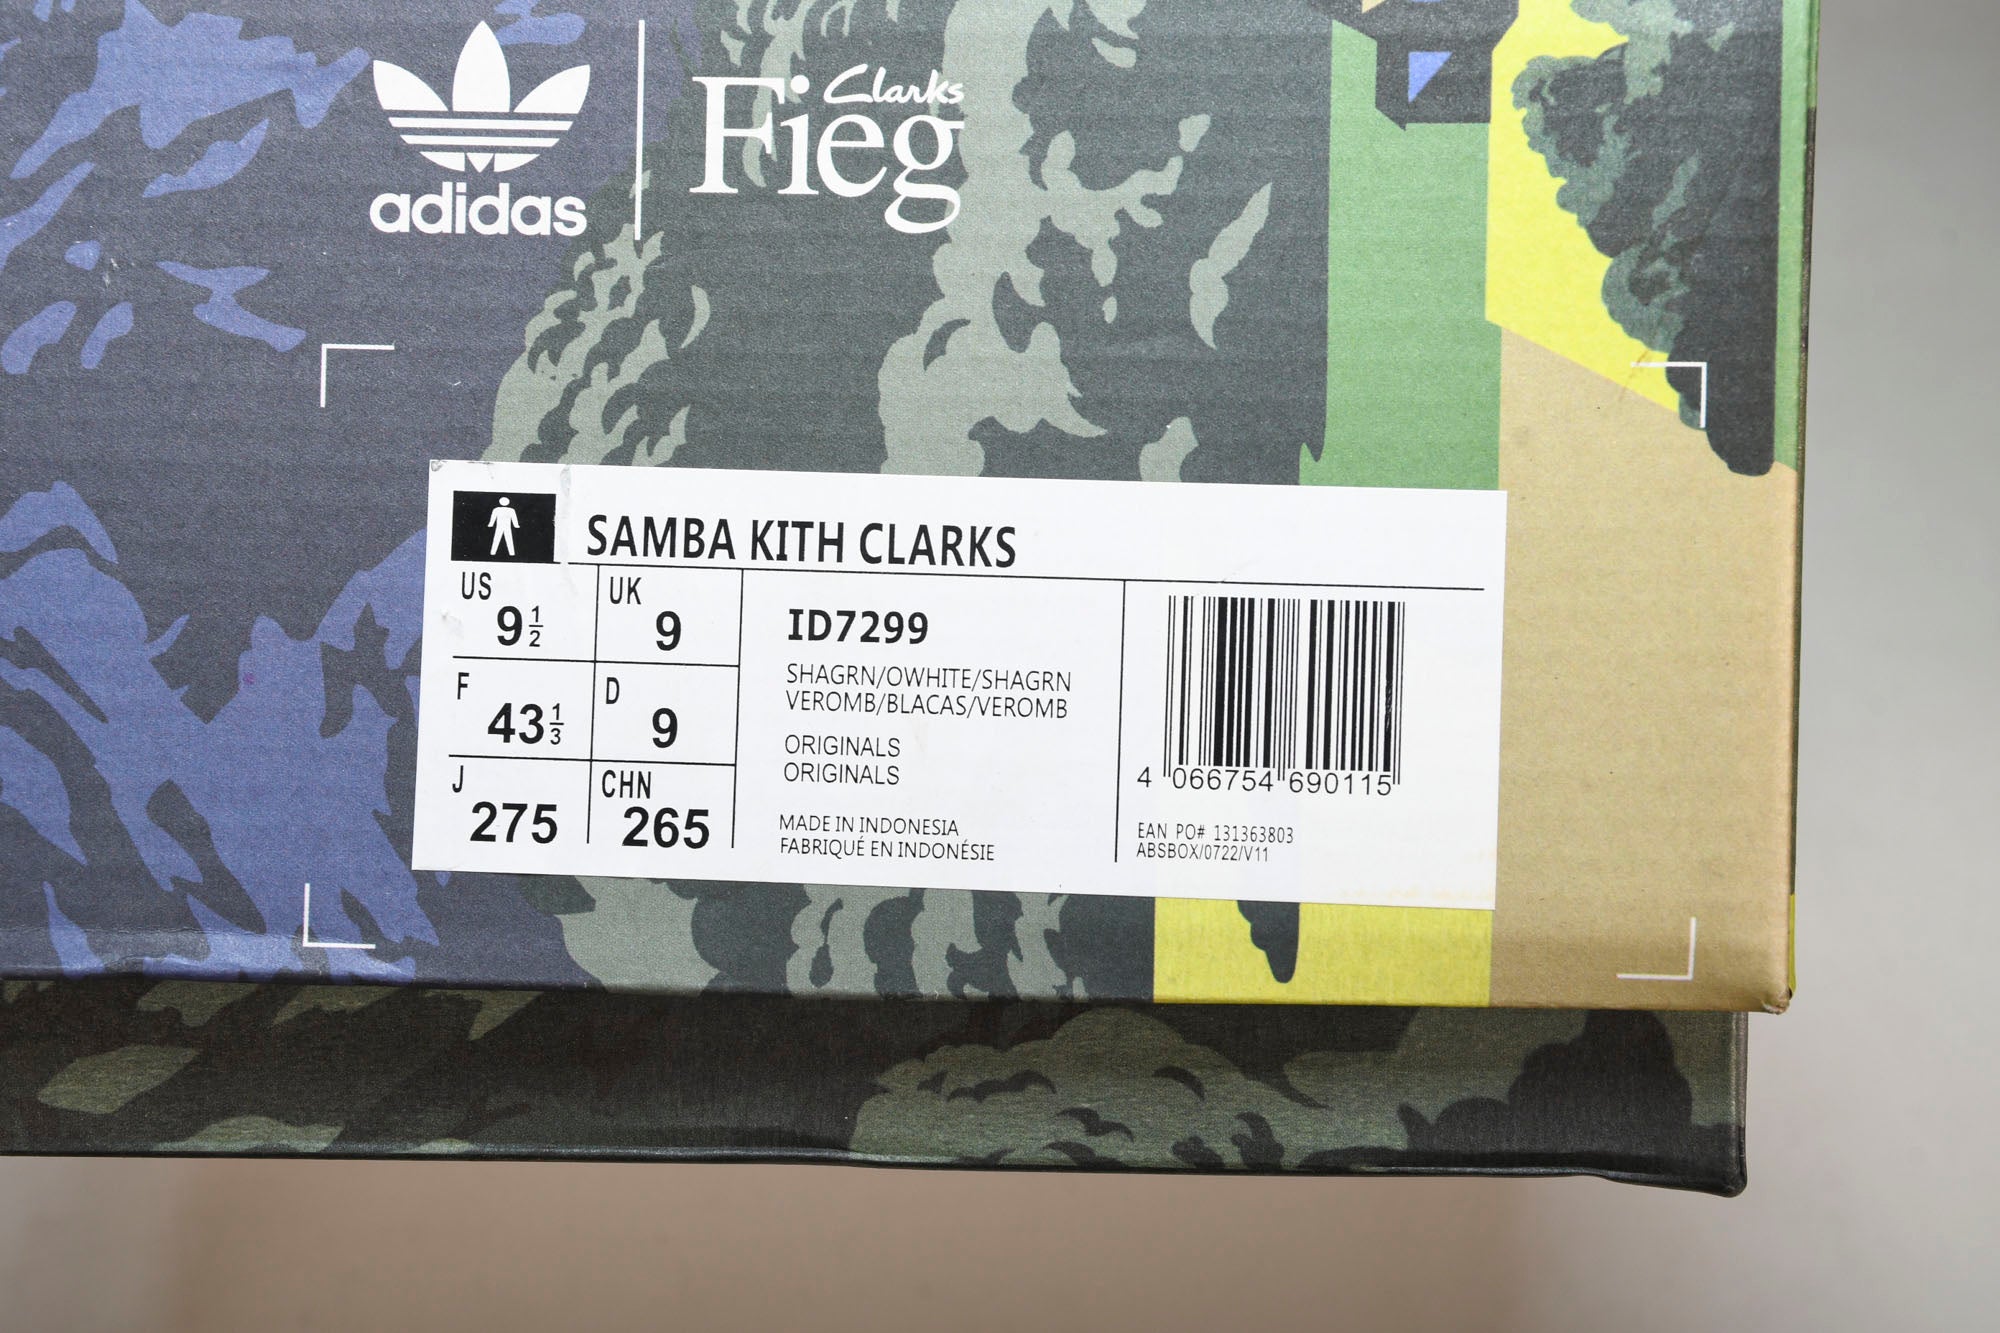 adidas
Clarks
Fieg
SAMBA KITH CLARKS
US 9 1/2
UK 9
F 43 1/3
D 9
J 275
CHN 265
ID7299
SHAGRN/OWHITE/SHAGRN
VEROMB/BLACAS/VEROMB
ORIGINALS
ORIGINALS
MADE IN INDONESIA
FABRIQUÉ EN INDONÉSIE
4 066754 690115
EAN PO# 131363803
ABSBOX/0722/V11